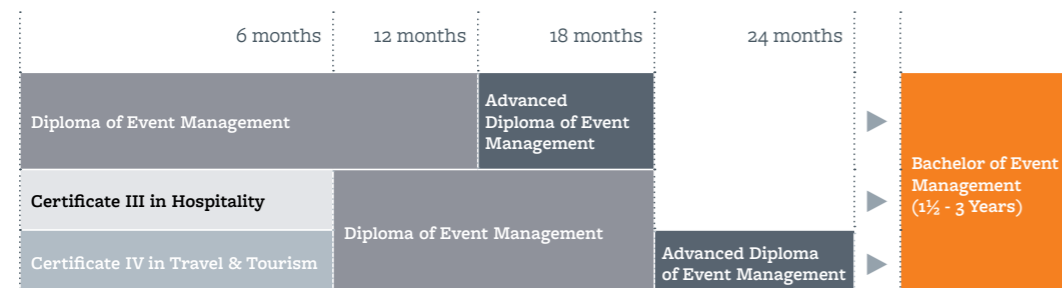 6 months
12 months
18 months
24 months
Diploma of Event Management
Advanced
Diploma of Event
Management
Bachelor of Event
Management
(1½ - 3 Years)
Certificate III in Hospitality
Diploma of Event Management
Certificate IV in Travel & Tourism
Advanced Diploma
of Event Management